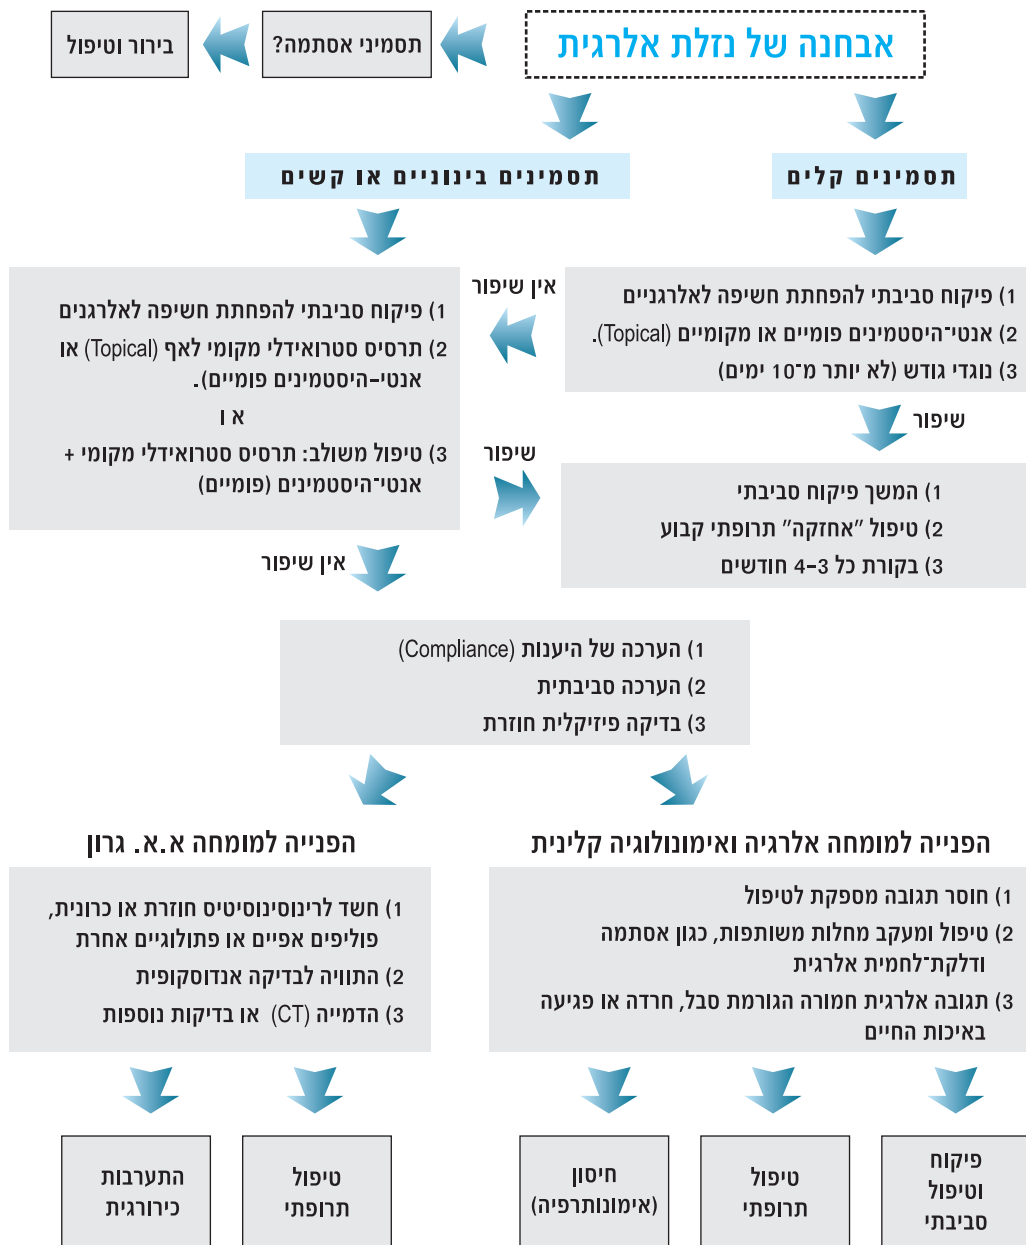 אבחנה של נזלת אלרגית
תסמיני אסתמה?
בירור וטיפול
תסמינים קלים
תסמינים בינוניים או קשים
1) פיקוח סביבתי להפחתת חשיפה לאלרגניים
2) אנטי־היסטמינים פומיים או מקומיים (Topical).
3) נוגדי גודש (לא יותר מ־10 ימים)
אין שיפור
1) פיקוח סביבתי להפחתת חשיפה לאלרגנים
2) תרסיס סטרואידלי מקומי לאף (Topical) או
אנטי-היסטמינים פומיים).
או
3) טיפול משולב: תרסיס סטרואידלי מקומי +
אנטי־היסטמינים (פומיים)
שיפור
שיפור
1) המשך פיקוח סביבתי
2) טיפול "אחזקה" תרופתי קבוע
3) בקורת כל 3-4 חודשים
אין שיפור
1) הערכה של היענות (Compliance)
2) הערכה סביבתית
3) בדיקה פיזיקלית חוזרת
הפנייה למומחה אלרגיה ואימונולוגיה קלינית
1) חוסר תגובה מספקת לטיפול
2) טיפול ומעקב מחלות משותפות, כגון אסתמה
ודלקת־לחמית אלרגית
3) תגובה אלרגית חמורה הגורמת סבל, חרדה או פגיעה
באיכות החיים
הפנייה למומחה א.א. גרון
1) חשד לרינוסינוסיטיס חוזרת או כרונית,
פוליפים אפיים או פתולוגיים אחרת
2) התוויה לבדיקה אנדוסקופית
3) הדמייה (CT) או בדיקות נוספות
פיקוח
וטיפול
סביבתי
טיפול
תרופתי
חיסון
(אימונותרפיה)
טיפול
תרופתי
התערבות
כירורגית